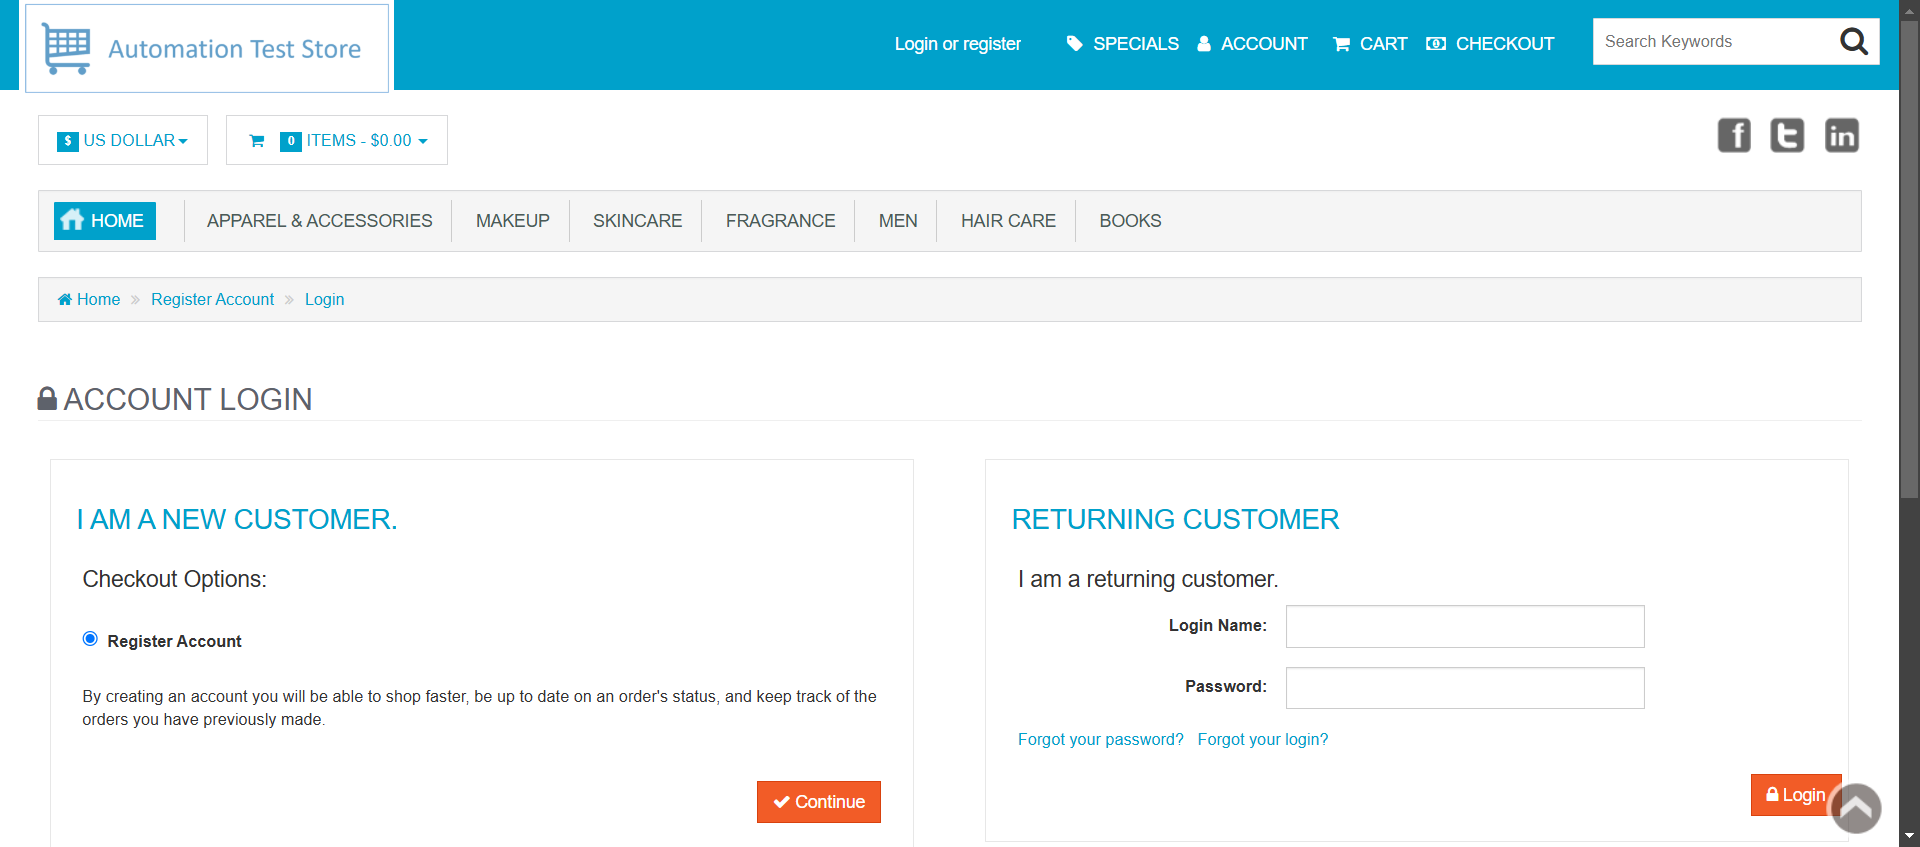 Automation Test Store
Login or register SPECIALS ACCOUNT CART CHECKOUT Search Keywords
$ US DOLLAR 0 ITEMS - $0.00
HOME APPAREL & ACCESSORIES MAKEUP SKINCARE FRAGRANCE MEN HAIR CARE BOOKS
Home » Register Account » Login
ACCOUNT LOGIN
I AM A NEW CUSTOMER.
Checkout Options:
Register Account
By creating an account you will be able to shop faster, be up to date on an order's status, and keep track of the
orders you have previously made.
Continue
RETURNING CUSTOMER
I am a returning customer.
Login Name:
Password:
Forgot your password? Forgot your login?
Login